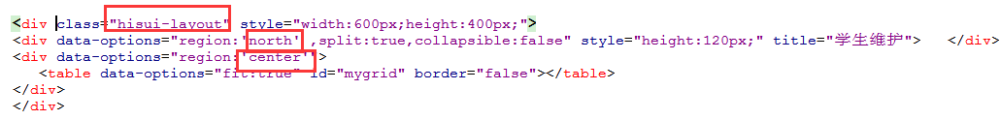 <div class="hisui-layout" style="width:600px;height:400px;">
<div data-options="region:'north',split:true,collapsible:false" style="height:120px;" title="学生维护"> </div>
<div data-options="region:'center'">
<table data-options="fit:true" id="mygrid" border="false"></table>
</div>
</div>